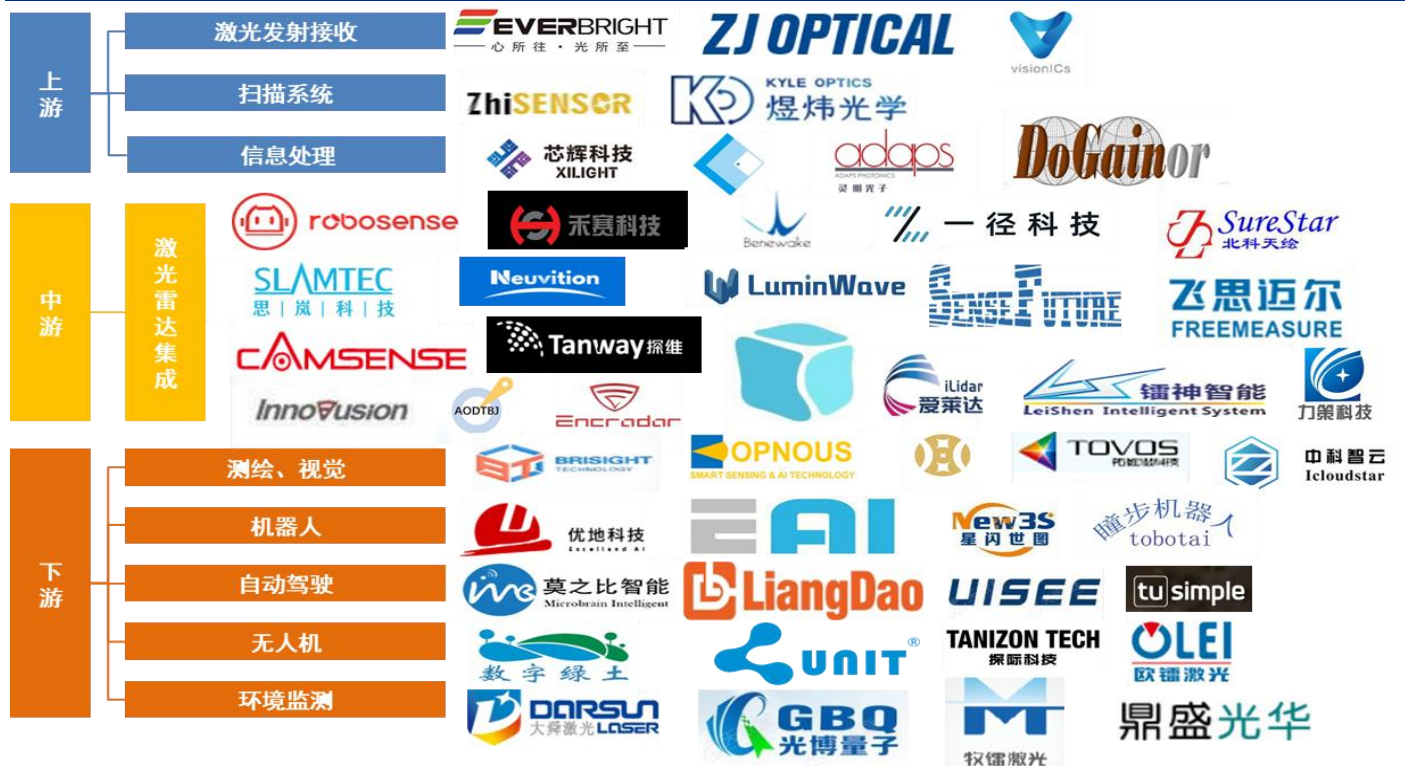 上游
激光发射接收
扫描系统
信息处理
EVERBRIGHT
心所往·光所至
ZJ OPTICAL
visionICs
ZhiSENSOR
KYLE OPTICS
煜炜光学
芯辉科技
XILIGHT
adaps
ADAPS PHOTONICS
灵明光子
DoGainor
中游
激光雷达集成
robosense
禾赛科技
Benewake
一径科技
SureStar
北科天绘
SLAMTEC
思|岚|科|技
Neuvition
LuminWave
SENSEFUTURE
飞思迈尔
FREEMEASURE
CAMSENSE
Tanway探维
iLidar
爱莱达
镭神智能
LeiShen Intelligent System
力策科技
Innovusion
AODTBJ
Encradar
下游
测绘、视觉
机器人
自动驾驶
无人机
环境监测
BRISIGHT
TECHNOLOGY
OPNOUS
SMART SENSING & AI TECHNOLOGY
TOVOS
中科智云
Icloudstar
优地科技
Excelland AI
EAI
New3S
星闪世图
瞳步机器人
tobotai
莫之比智能
Microbrain Intelligent
LiangDao
UISEE
tu simple
数字绿土
UNIT®
TANIZON TECH
探际科技
OLEI
欧镭激光
DARSUN
大舜激光LASER
GBQ
光博量子
牧镭激光
鼎盛光华